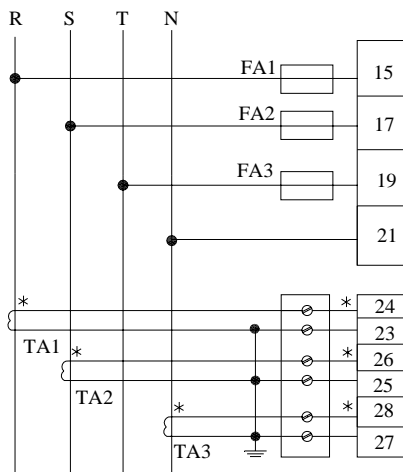 R S T N
FA1 15
FA2 17
FA3 19
21
* * 24
23
TA1
* * 26
25
TA2
* * 28
27
TA3